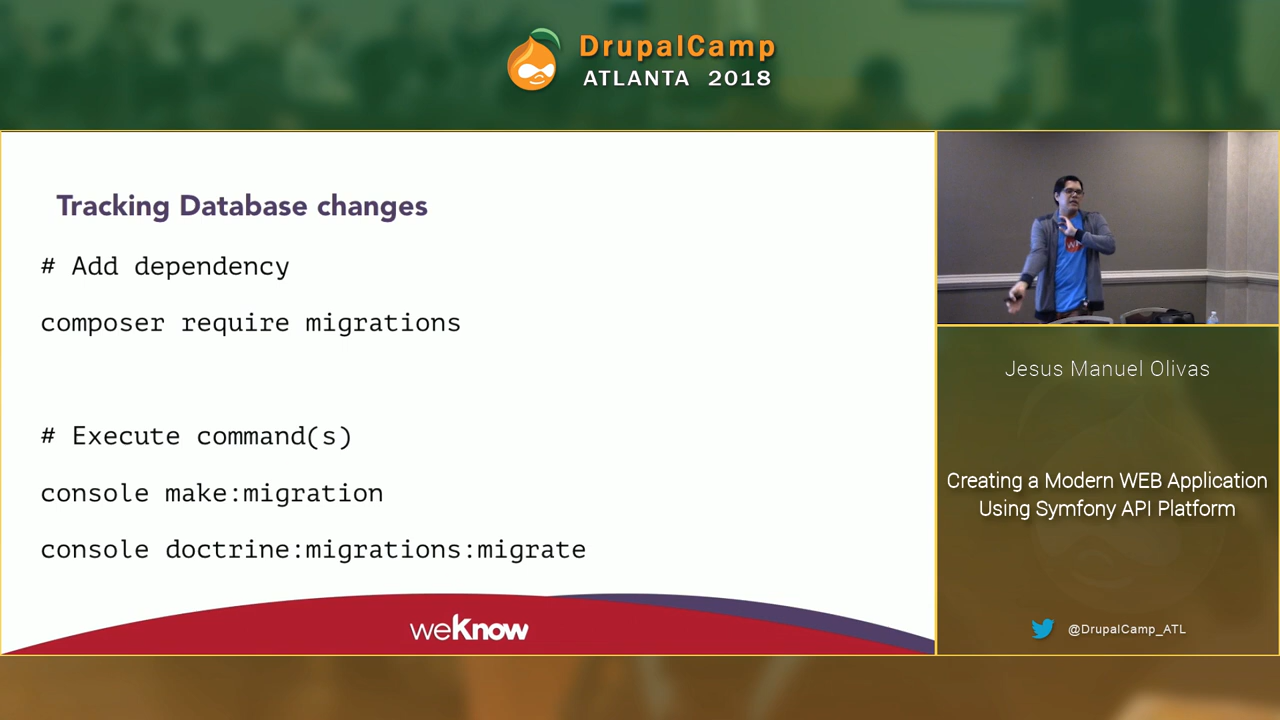 DrupalCamp
ATLANTA 2018
Tracking Database changes
# Add dependency
composer require migrations
# Execute command(s)
console make:migration
console doctrine:migrations:migrate
weKnow
Jesus Manuel Olivas
Creating a Modern WEB Application
Using Symfony API Platform
@DrupalCamp_ATL